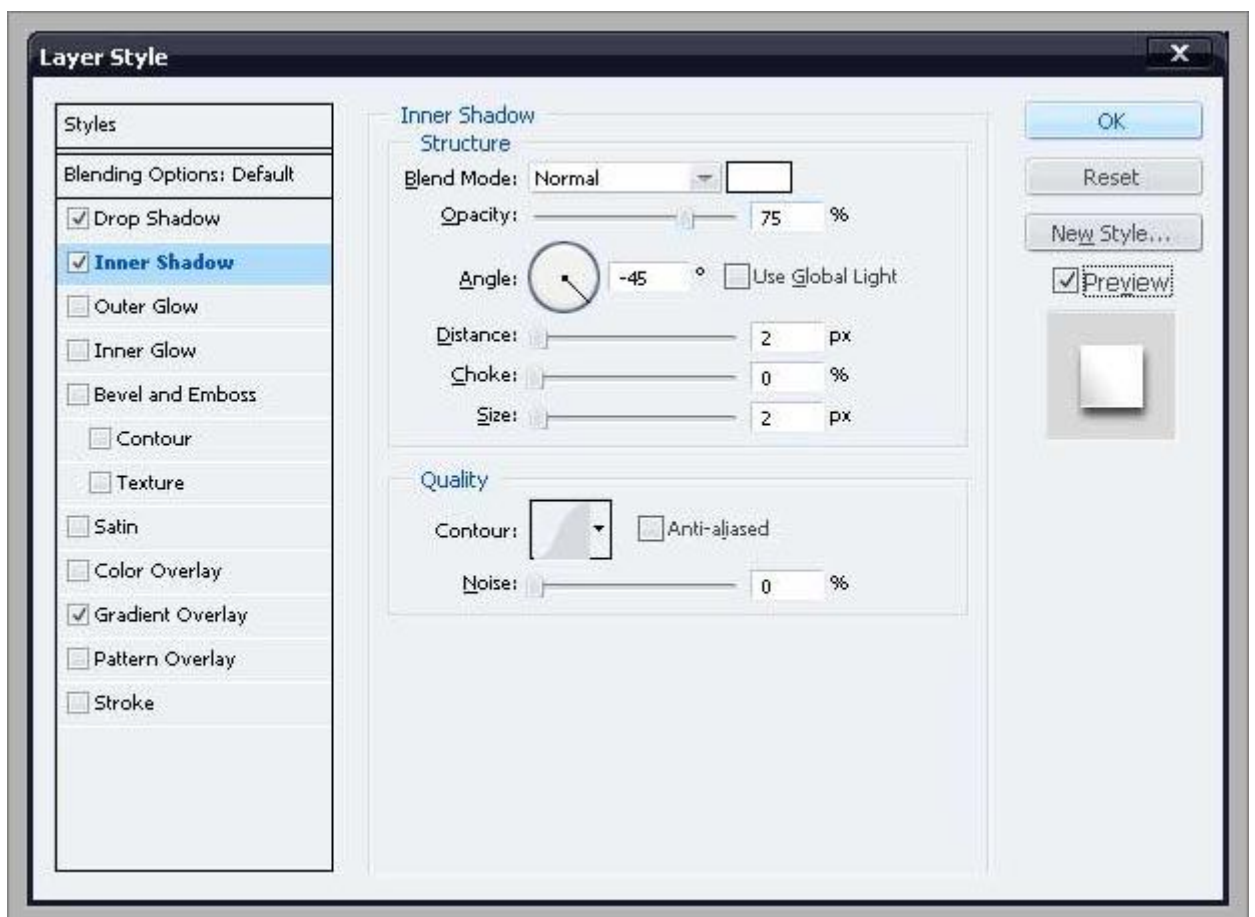 Layer Style
X
Styles
Blending Options: Default
Drop Shadow
Inner Shadow
Outer Glow
Inner Glow
Bevel and Emboss
Contour
Texture
Satin
Color Overlay
Gradient Overlay
Pattern Overlay
Stroke
Inner Shadow
Structure
Blend Mode: Normal
Opacity: 75 %
Angle: -45 ° Use Global Light
Distance: 2 px
Choke: 0 %
Size: 2 px
Quality
Contour: Anti-aliased
Noise: 0 %
OK
Reset
New Style...
Preview